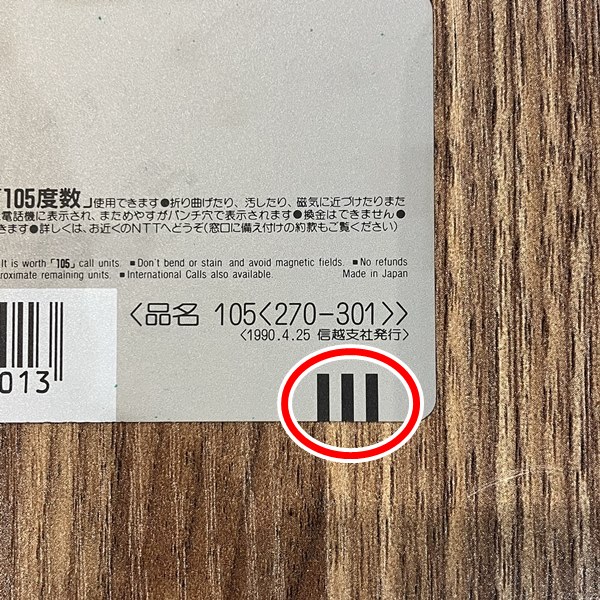 「105度数」使用できます●折り曲げたり、汚したり、磁気に近づけたりまた
電話機に表示され、まためやすがパンチ穴で表示されます●換金はできません●
きます●詳しくは、お近くのNTTへどうぞ(窓口に備え付けの約款もご覧ください)
It is worth「105」call units. ■Don't bend or stain and avoid magnetic fields. ■No refunds
roximate remaining units. ■International Calls also available. Made in Japan
〈品名 105〈270-301〉〉
〈1990.4.25 信越支社発行〉
013